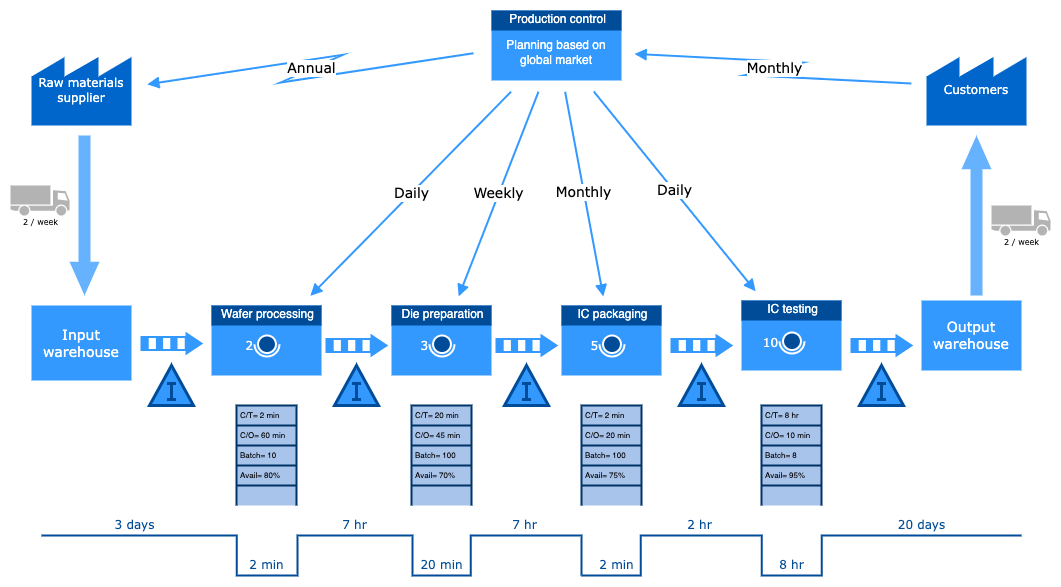 Production control
Planning based on
global market
Raw materials
supplier
Annual
Monthly
Customers
2 / week
Daily
Weekly
Monthly
Daily
2 / week
Input
warehouse
Wafer processing
2
Die preparation
3
IC packaging
5
IC testing
10
Output
warehouse
I
I
I
I
I
C/T= 2 min
C/O= 60 min
Batch= 10
Avail= 80%
C/T= 20 min
C/O= 45 min
Batch= 100
Avail= 70%
C/T= 2 min
C/O= 20 min
Batch= 100
Avail= 75%
C/T= 8 hr
C/O= 10 min
Batch= 8
Avail= 95%
3 days
7 hr
7 hr
2 hr
20 days
2 min
20 min
2 min
8 hr